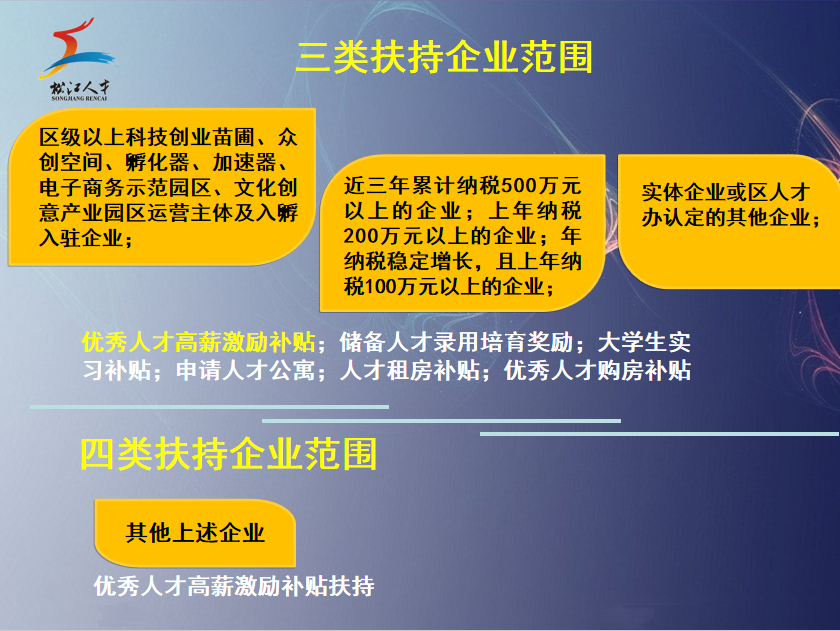 松江人才
SONGJIANG RENCAI
三类扶持企业范围
区级以上科技创业苗圃、众
创空间、孵化器、加速器、
电子商务示范园区、文化创
意产业园区运营主体及入孵
入驻企业；
近三年累计纳税500万元
以上的企业；上年纳税
200万元以上的企业；年
纳税稳定增长，且上年纳
税100万元以上的企业；
实体企业或区人才
办认定的其他企业；
优秀人才高薪激励补贴；储备人才录用培育奖励；大学生实
习补贴；申请人才公寓；人才租房补贴；优秀人才购房补贴
四类扶持企业范围
其他上述企业
优秀人才高薪激励补贴扶持